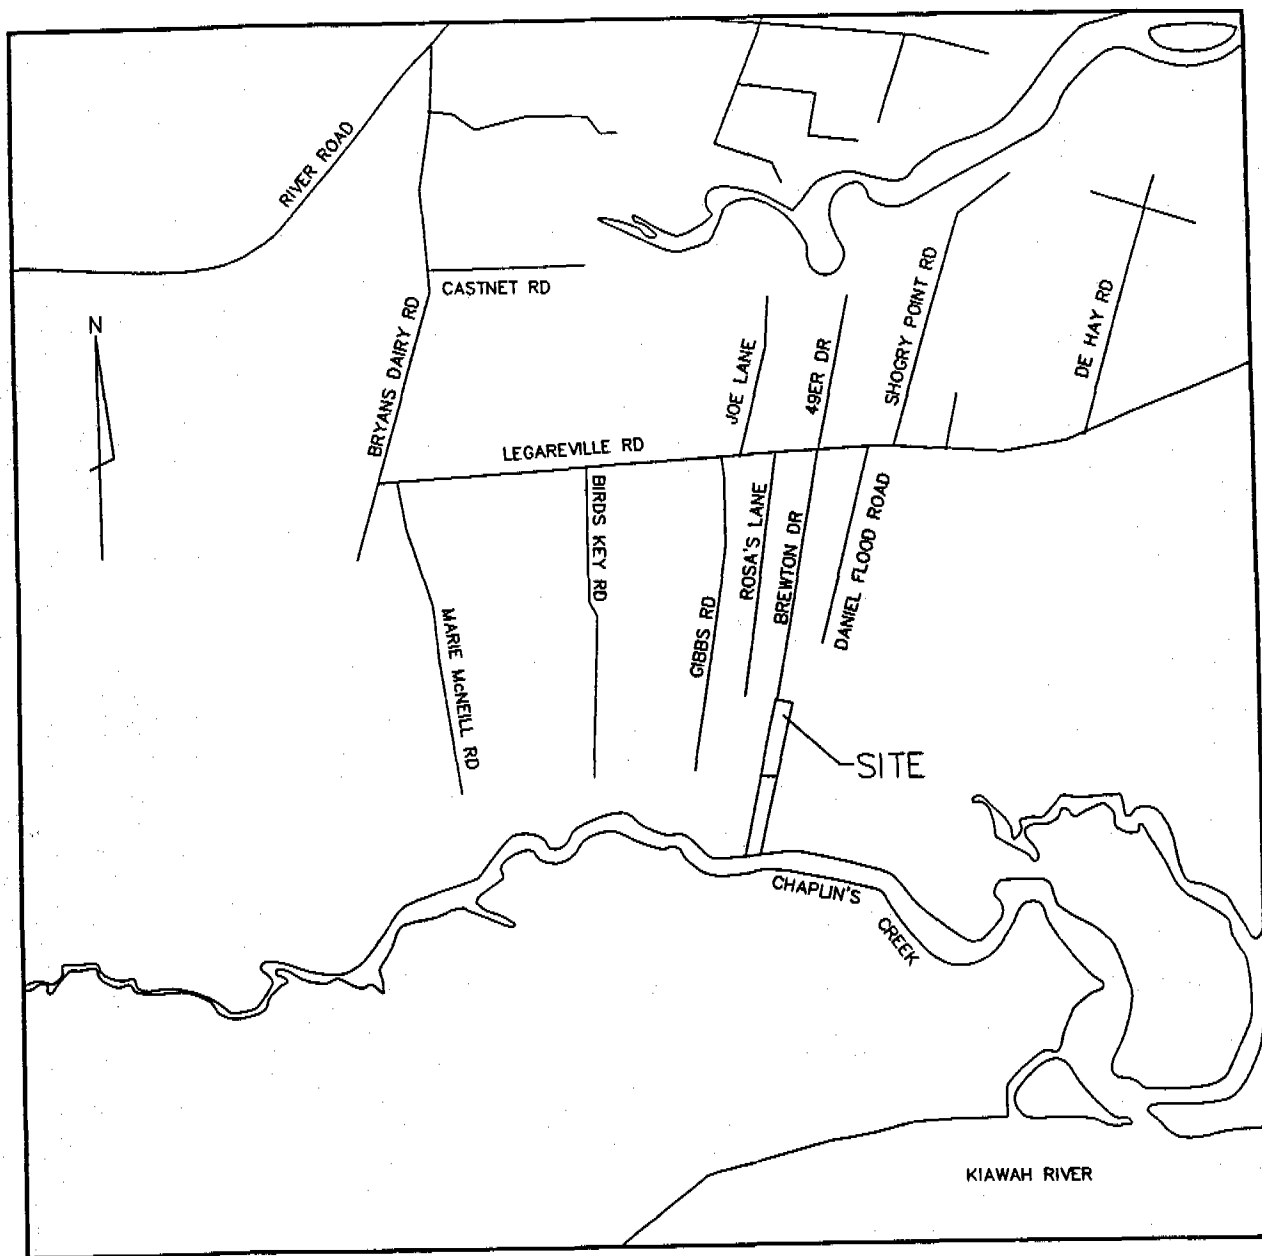 RIVER ROAD
CASTNET RD
N
BRYANS DAIRY RD
JOE LANE
49ER DR
SHOGRY POINT RD
DE HAY RD
LEGAREVILLE RD
BIRDS KEY RD
ROSA'S LANE
BREWTON DR
DANIEL FLOOD ROAD
GIBBS RD
MARIE McNEILL RD
SITE
CHAPLIN'S
CREEK
KIAWAH RIVER